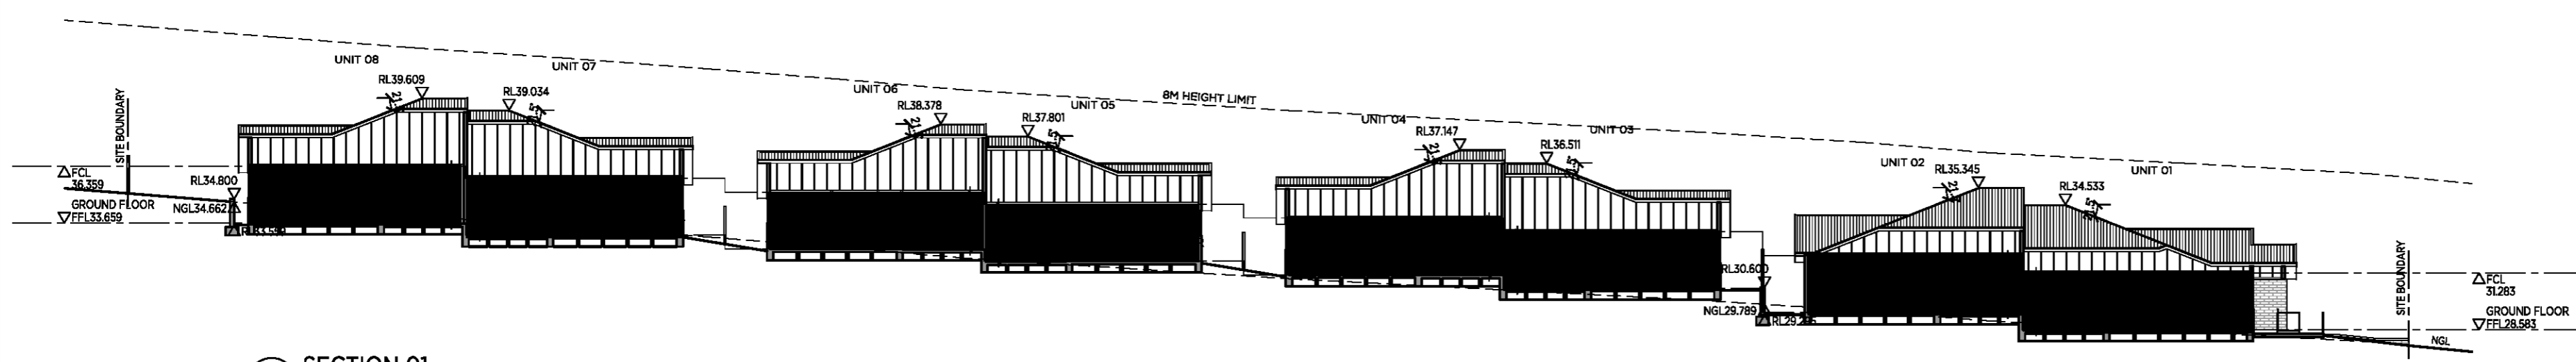 UNIT 08
UNIT 07
RL39.609
RL39.034
UNIT 06
UNIT 05
RL38.378
RL37.801
8M HEIGHT LIMIT
UNIT 04
UNIT 03
RL37.147
RL36.511
UNIT 02
UNIT 01
RL35.345
RL34.533
SITE BOUNDARY
FCL
36.359
GROUND FLOOR
FFL33.659
RL34.800
NGL34.662
RL30.600
NGL29.789
SITE BOUNDARY
FCL
31.283
GROUND FLOOR
FFL28.583
NGL
SECTION 01